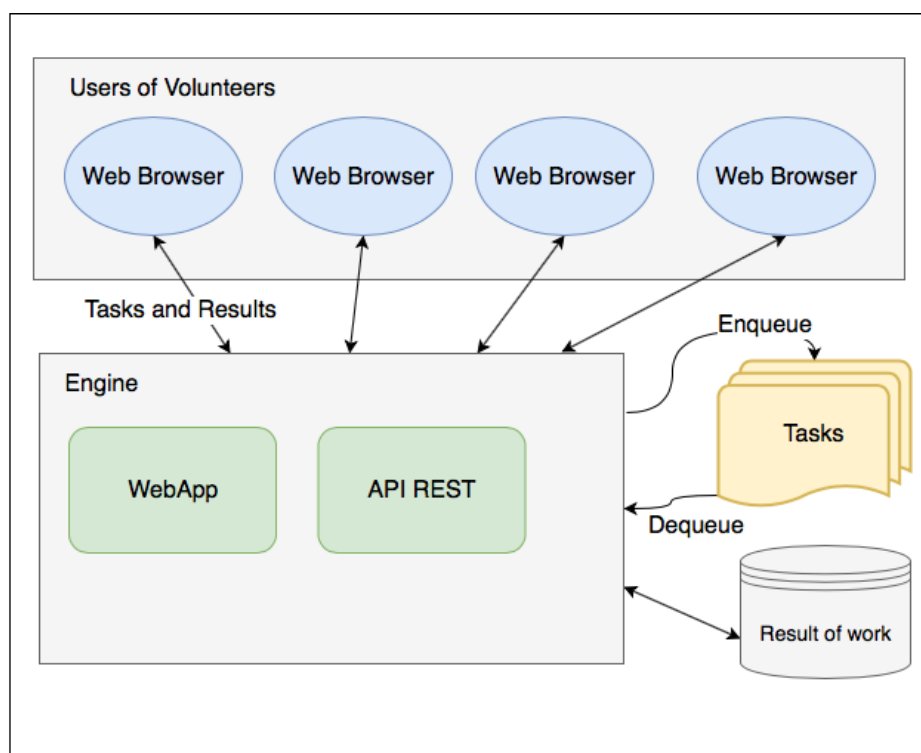 Users of Volunteers
Web Browser
Web Browser
Web Browser
Web Browser
Tasks and Results
Enqueue
Engine
Tasks
WebApp
API REST
Dequeue
Result of work